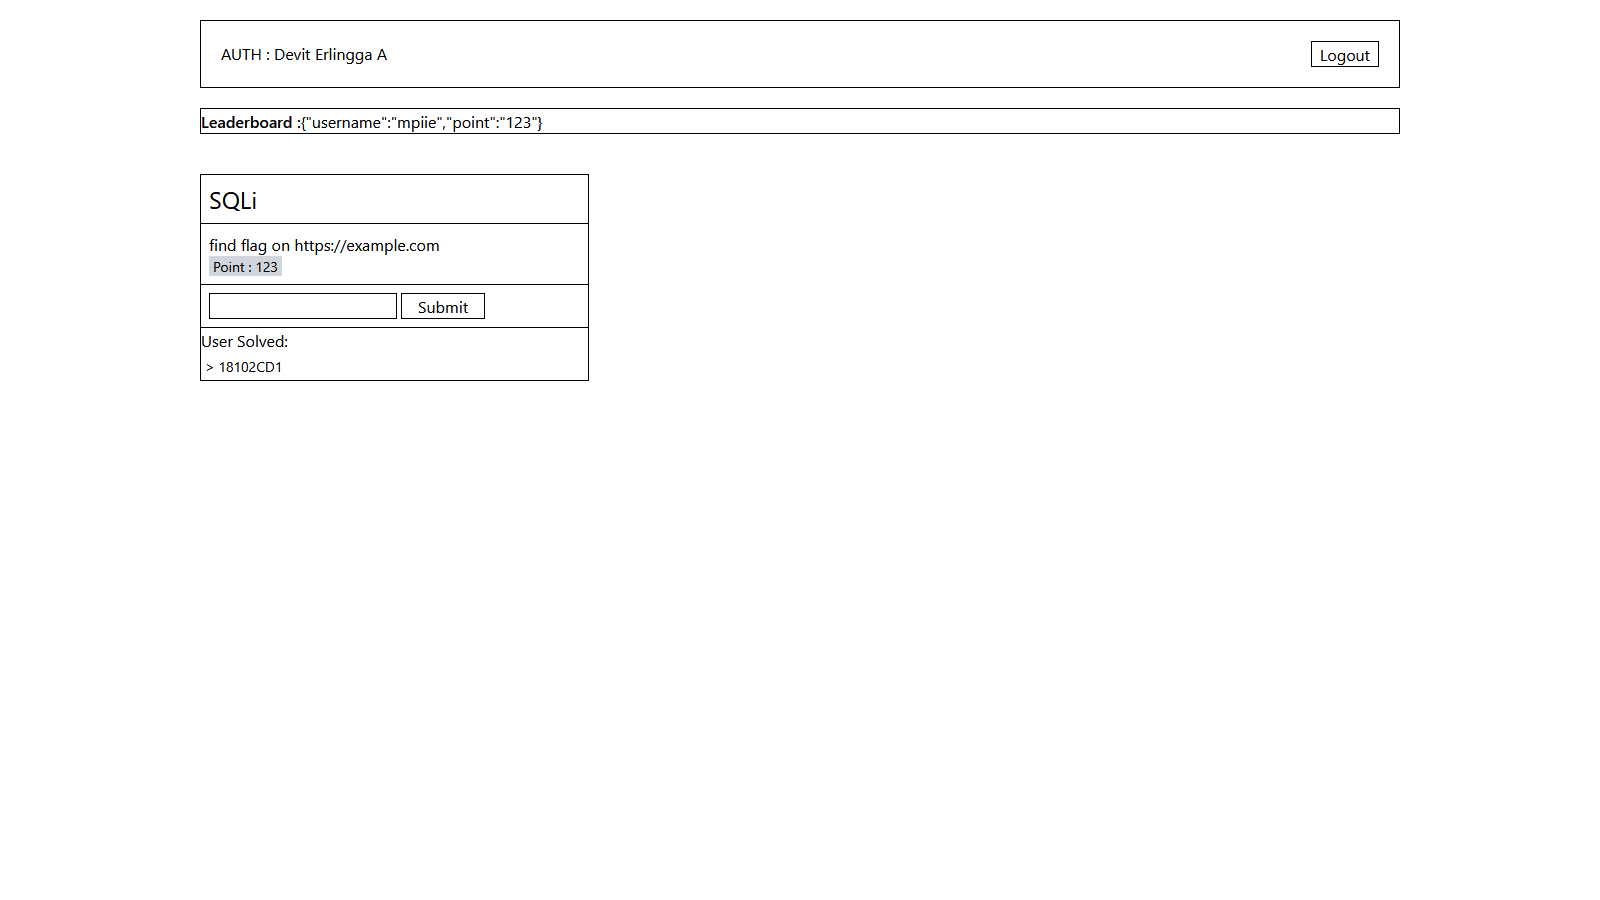 AUTH : Devit Erlingga A
Logout
Leaderboard :{"username":"mpiie","point":"123"}
SQLi
find flag on https://example.com
Point : 123
Submit
User Solved:
> 18102CD1